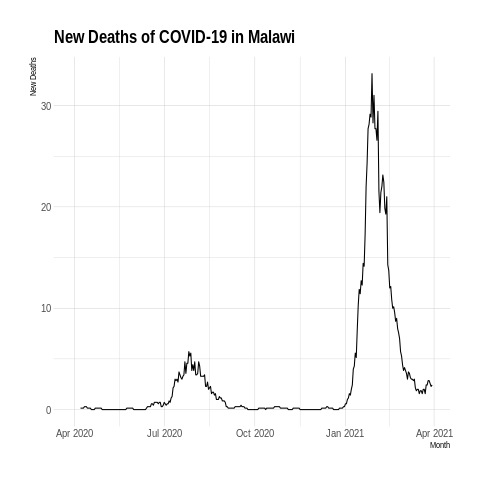 New Deaths of COVID-19 in Malawi
New Deaths
30
20
10
0
Apr 2020 Jul 2020 Oct 2020 Jan 2021 Apr 2021
Month